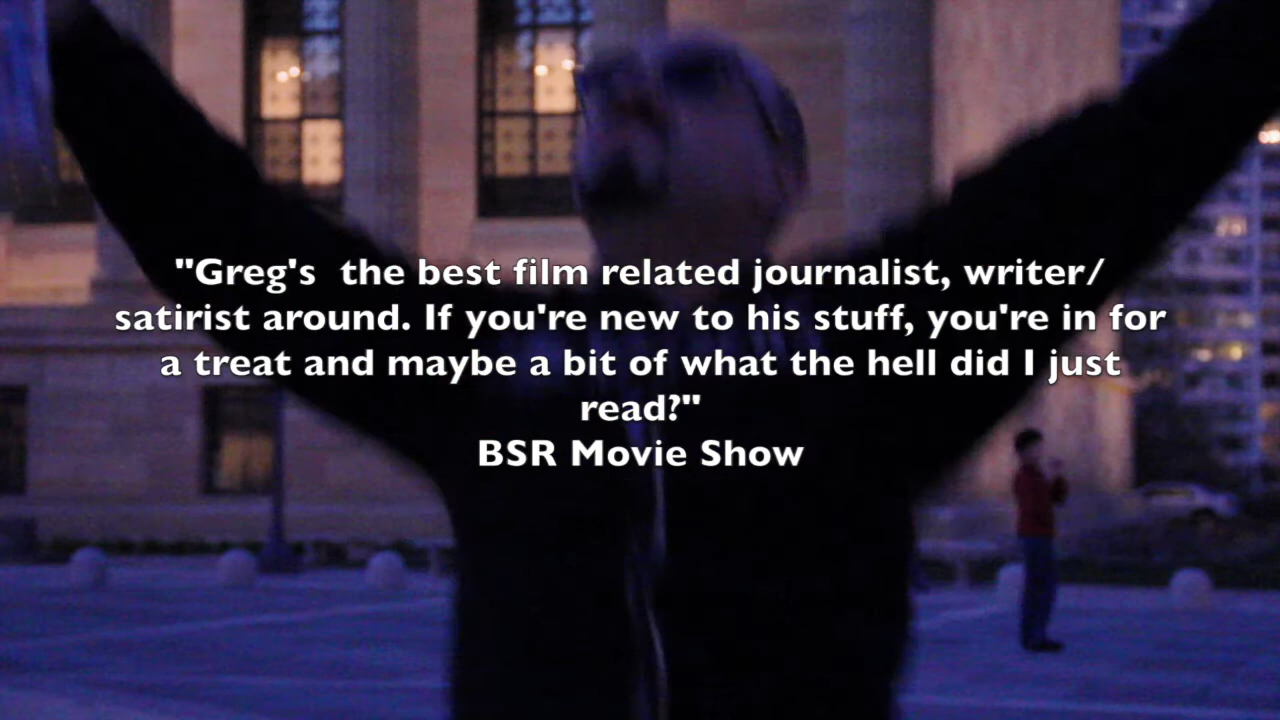 "Greg's  the best film related journalist, writer/
satirist around. If you're new to his stuff, you're in for
a treat and maybe a bit of what the hell did I just
read?"
BSR Movie Show